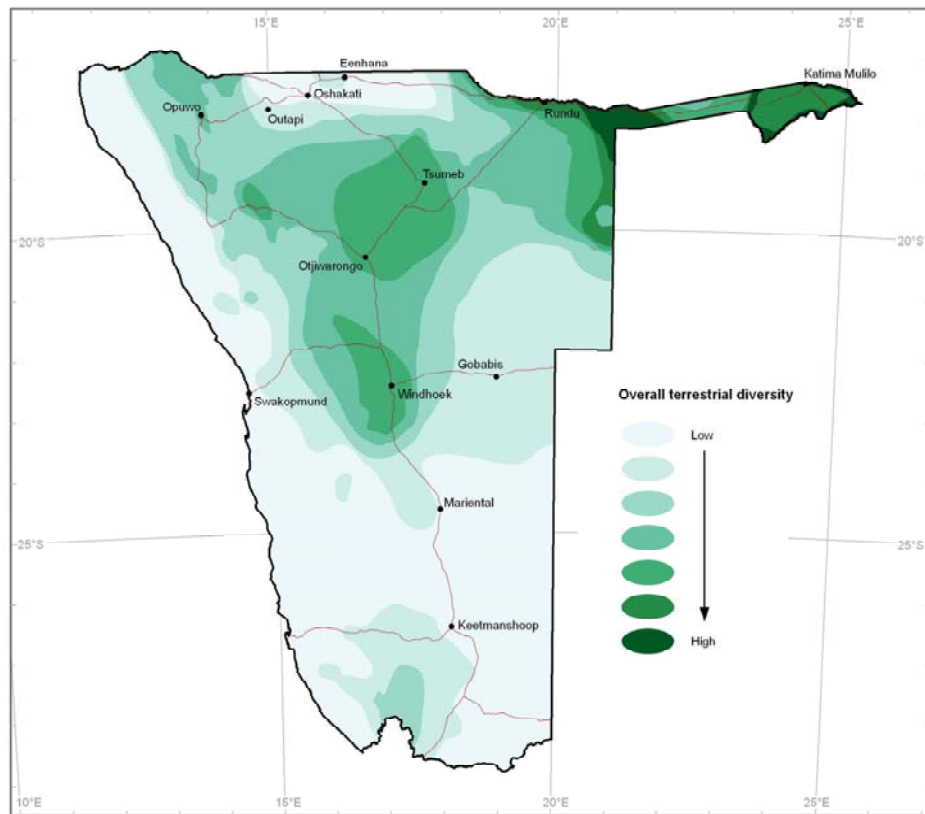 15°E
20°E
25°E
Eenhana
Katima Mulilo
Oshakati
Opuwo
Outapi
Rundu
Tsumeb
20°S
20°S
Otjiwarongo
Gobabis
Windhoek
Swakopmund
Overall terrestrial diversity
Low
Mariental
25°S
25°S
Keetmanshoop
High
10°E
15°E
20°E
25°E